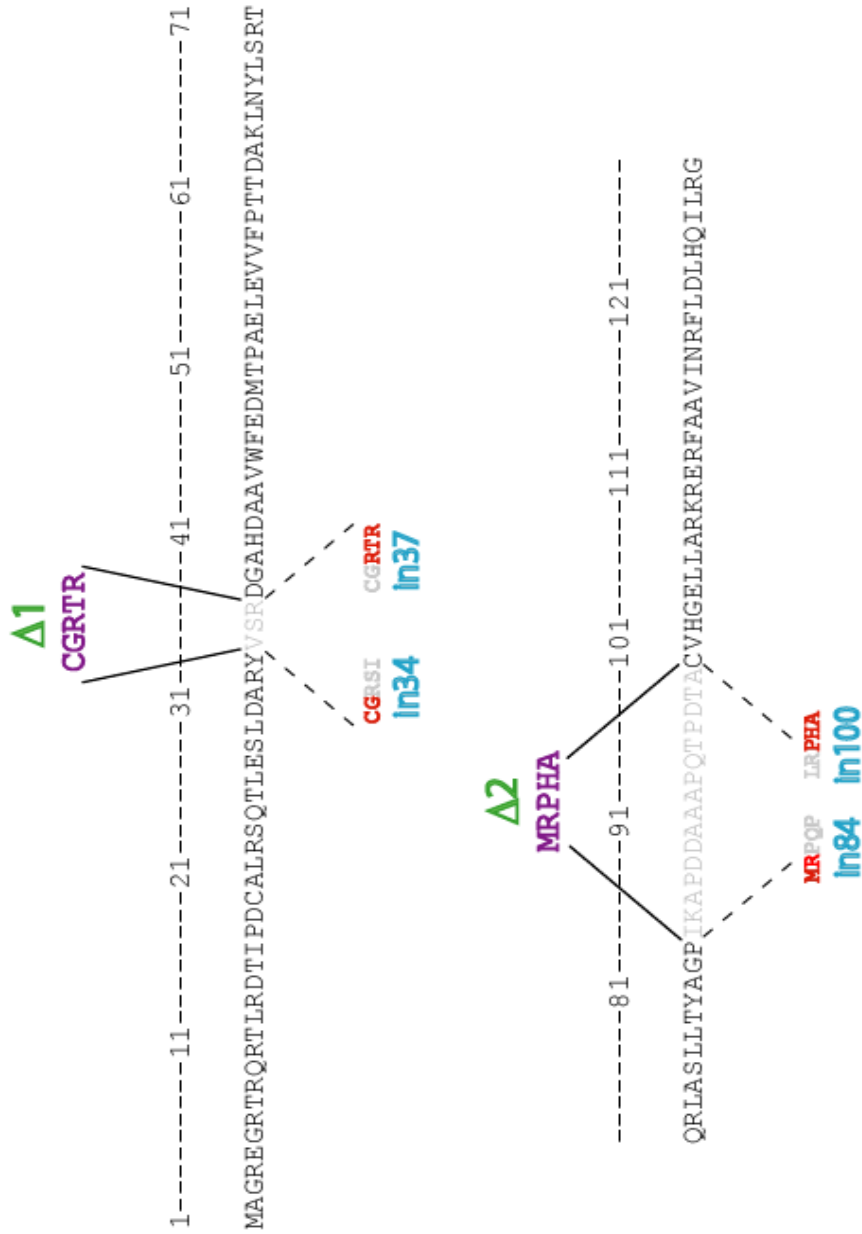 Δ1
CGRTR
1---------11--------21--------31--------41--------51--------61--------71
MAGREGRTRQRTLRDTIPDCALRSQTLESLDARYVSRDGAHDAAVWFEDMTPAELEVVFPTTDAKLNYLSRT
CGRSI CGRTR
In34 In37
Δ2
MRPHA
--------81--------91--------101-------111-------121-------
QRLASLLTYAGPIKAPDDAAAPQTPDTACVHGELLARKRERFAAVINRFLDLHQILRG
MRPQP LRPHA
In84 In100